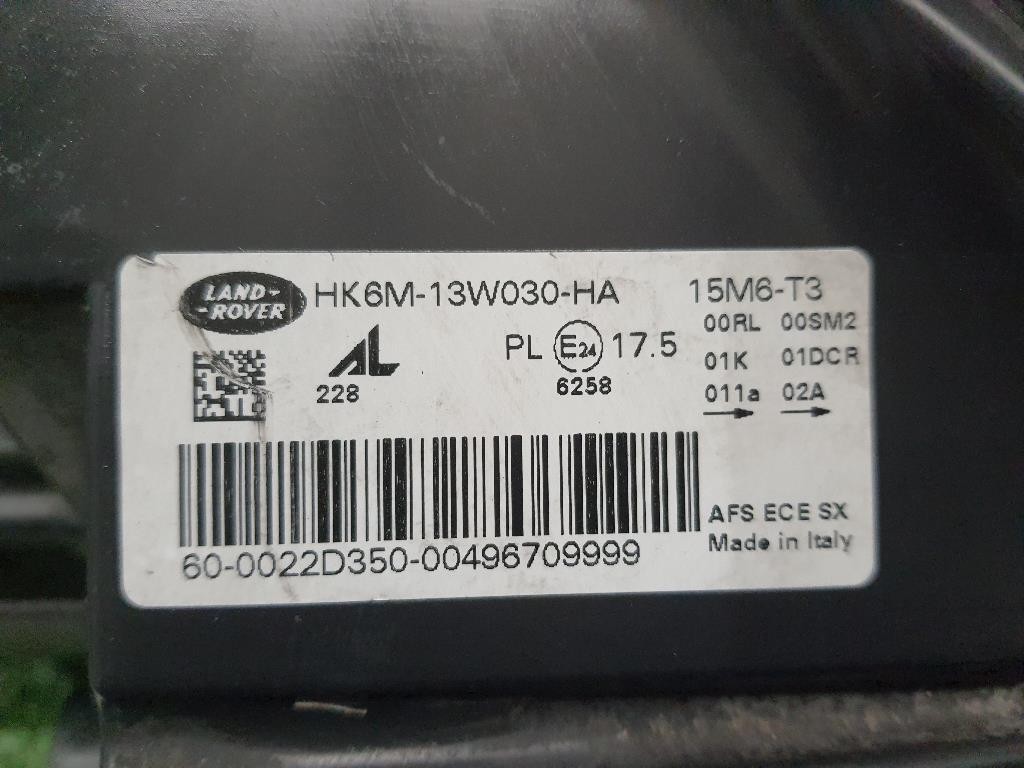 LAND-
-ROVER
HK6M-13W030-HA
15M6-T3
AL
228
PL E24 17.5
6258
00RL 00SM2
01K 01DCR
011a 02A
60-0022D350-00496709999
AFS ECE SX
Made in Italy